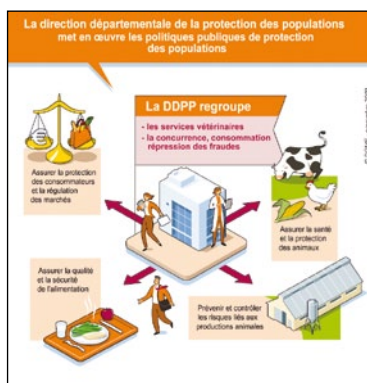 La direction départementale de la protection des populations
met en œuvre les politiques publiques de protection
des populations
La DDPP regroupe
- les services vétérinaires
- la concurrence, consommation
répression des fraudes
Assurer la protection
des consommateurs
et la régulation
des marchés
Assurer la santé
et la protection
des animaux
Assurer la qualité
et la sécurité
de l'alimentation
Prévenir et contrôler
les risques liés aux
productions animales